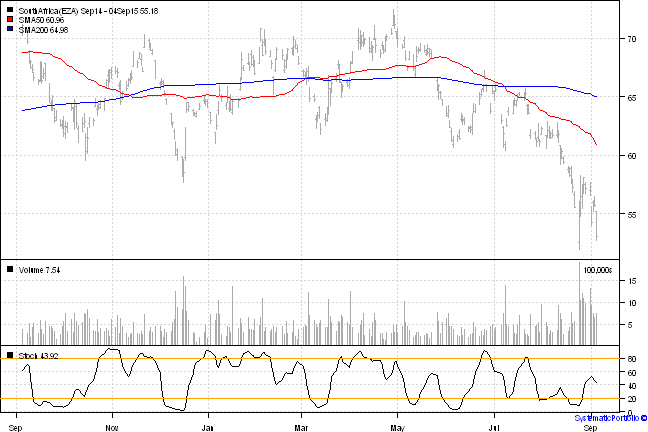 SouthAfrica(EZA) Sep14 - 04Sep15 55.18
SMA50 60.96
SMA200 64.98
70
65
60
55
Volume 7.54
100,000s
15
10
5
Stoch 43.92
80
60
40
20
0
Sep
Nov
Jan
Mar
May
Jul
Sep
SystematicPortfolio ©